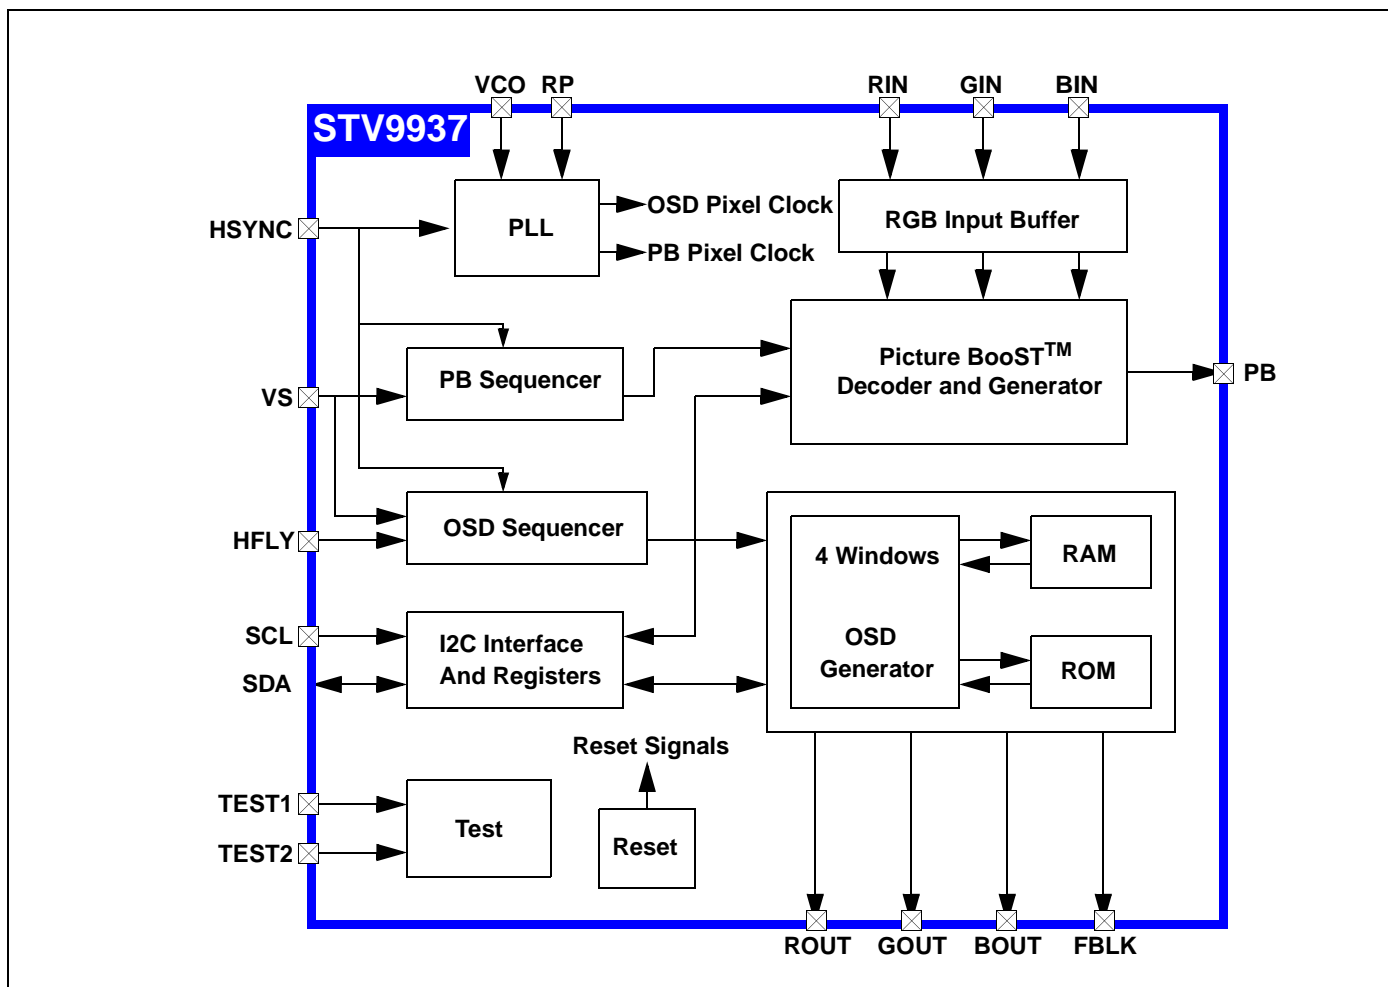 VCO RP RIN GIN BIN
STV9937
HSYNC
PLL
OSD Pixel Clock
PB Pixel Clock
RGB Input Buffer
VS
PB Sequencer
Picture BooST™
Decoder and Generator
PB
HFLY
OSD Sequencer
4 Windows
OSD
Generator
RAM
ROM
SCL
SDA
I2C Interface
And Registers
Reset Signals
TEST1
TEST2
Test
Reset
ROUT GOUT BOUT FBLK